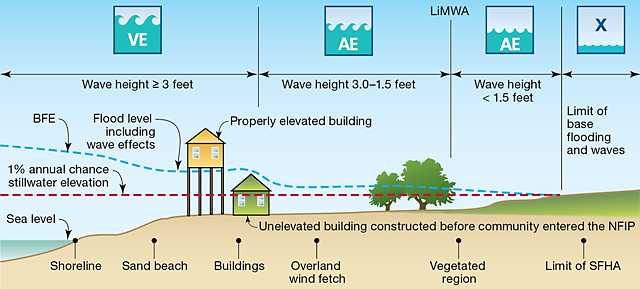 LiMWA
VE
AE
AE
X
Wave height ≥ 3 feet
Wave height 3.0–1.5 feet
Wave height
< 1.5 feet
Limit of
base
flooding
and waves
BFE
Flood level
including
wave effects
Properly elevated building
1% annual chance
stillwater elevation
Sea level
Unelevated building constructed before community entered the NFIP
Shoreline
Sand beach
Buildings
Overland
wind fetch
Vegetated
region
Limit of SFHA